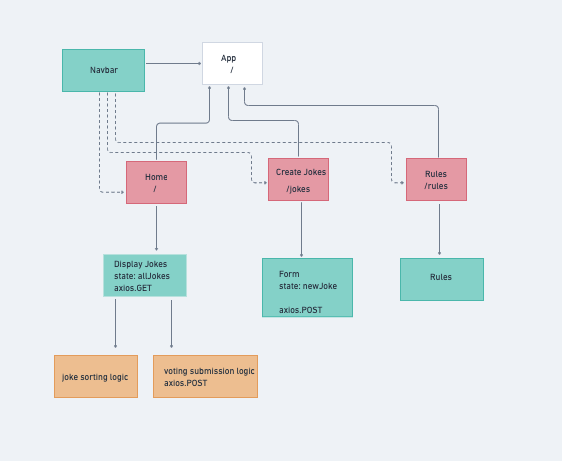 App
/
Navbar
Home
/
Create Jokes
/jokes
Rules
/rules
Display Jokes
state: allJokes
axios.GET
Form
state: newJoke
axios.POST
Rules
joke sorting logic
voting submission logic
axios.POST